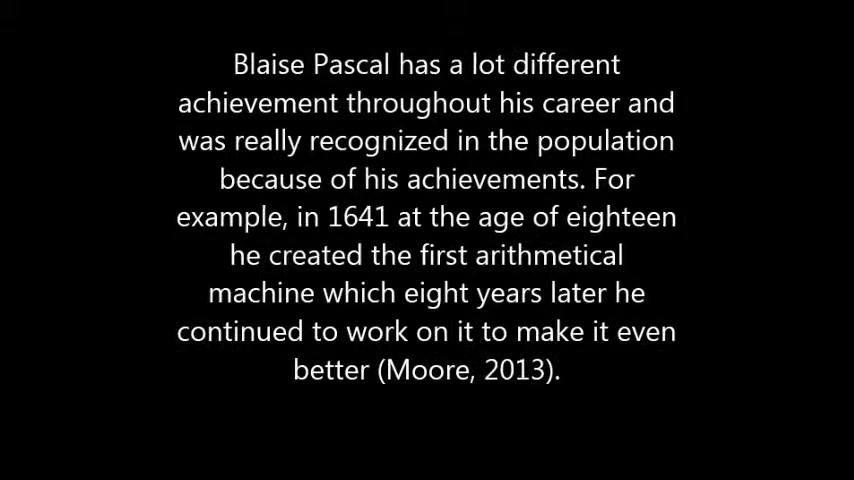 Blaise Pascal has a lot different
achievement throughout his career and
was really recognized in the population
because of his achievements. For
example, in 1641 at the age of eighteen
he created the first arithmetical
machine which eight years later he
continued to work on it to make it even
better (Moore, 2013).